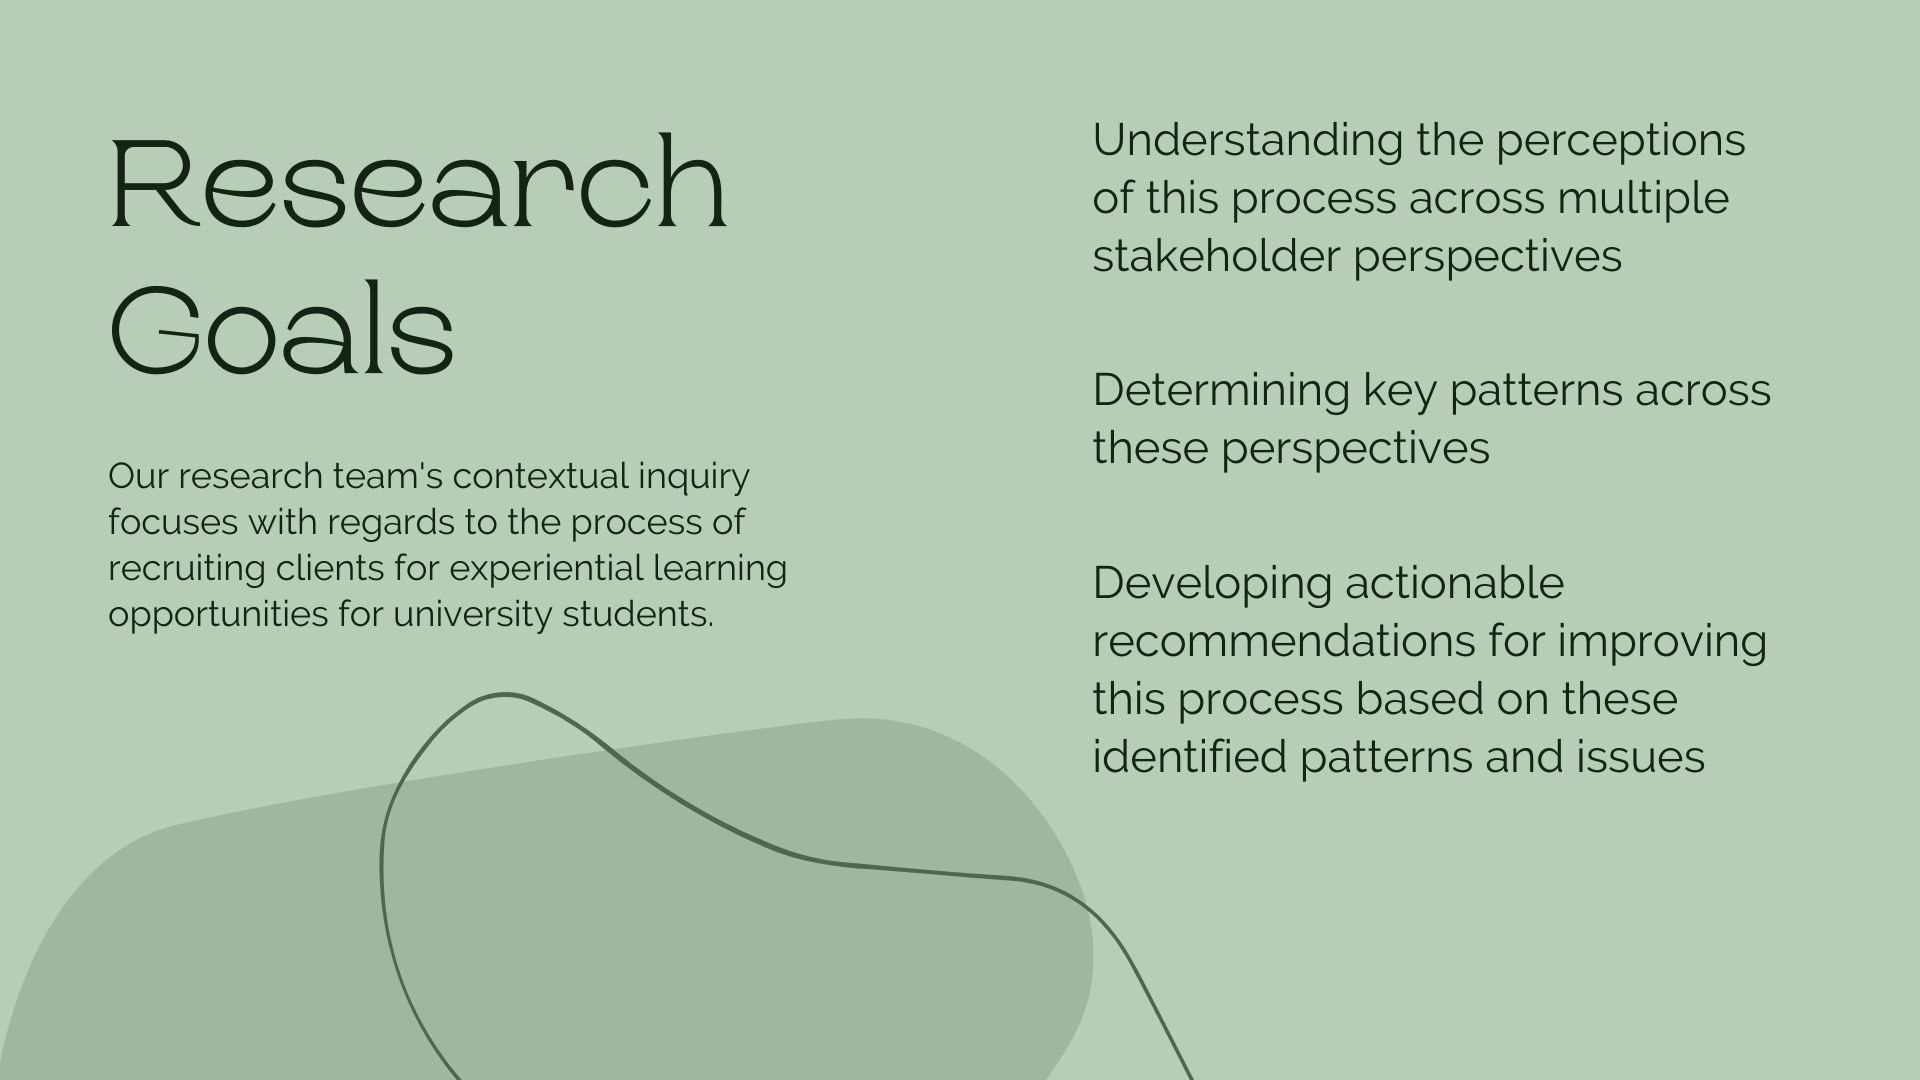 Research
Goals
Our research team's contextual inquiry
focuses with regards to the process of
recruiting clients for experiential learning
opportunities for university students.
Understanding the perceptions
of this process across multiple
stakeholder perspectives
Determining key patterns across
these perspectives
Developing actionable
recommendations for improving
this process based on these
identified patterns and issues